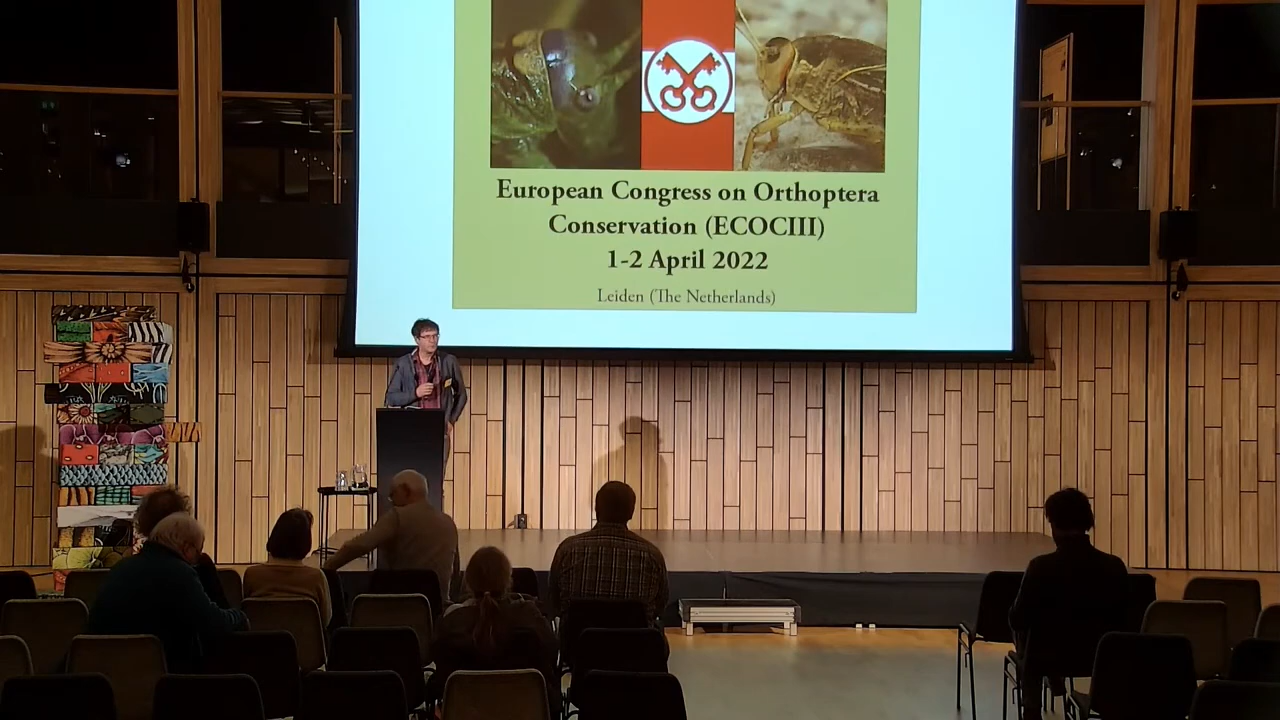 European Congress on Orthoptera
Conservation (ECOCIII)
1-2 April 2022
Leiden (The Netherlands)